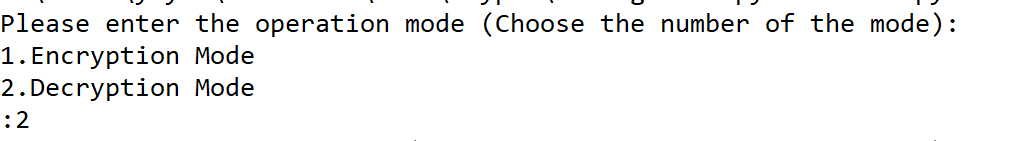 Please enter the operation mode (Choose the number of the mode):
1.Encryption Mode
2.Decryption Mode
:2